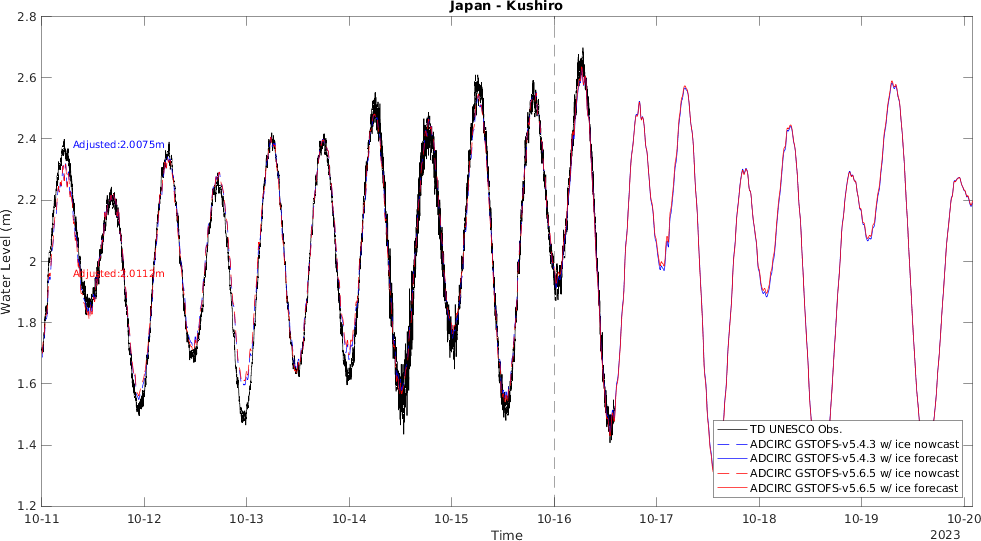 Japan - Kushiro
Water Level (m)
2.8
2.6
2.4
2.2
2
1.8
1.6
1.4
1.2
Adjusted:2.0075m
Adjusted:2.0112m
TD UNESCO Obs.
ADCIRC GSTOFS-v5.4.3 w/ ice nowcast
ADCIRC GSTOFS-v5.4.3 w/ ice forecast
ADCIRC GSTOFS-v5.6.5 w/ ice nowcast
ADCIRC GSTOFS-v5.6.5 w/ ice forecast
10-11 10-12 10-13 10-14 10-15 10-16 10-17 10-18 10-19 10-20
Time
2023